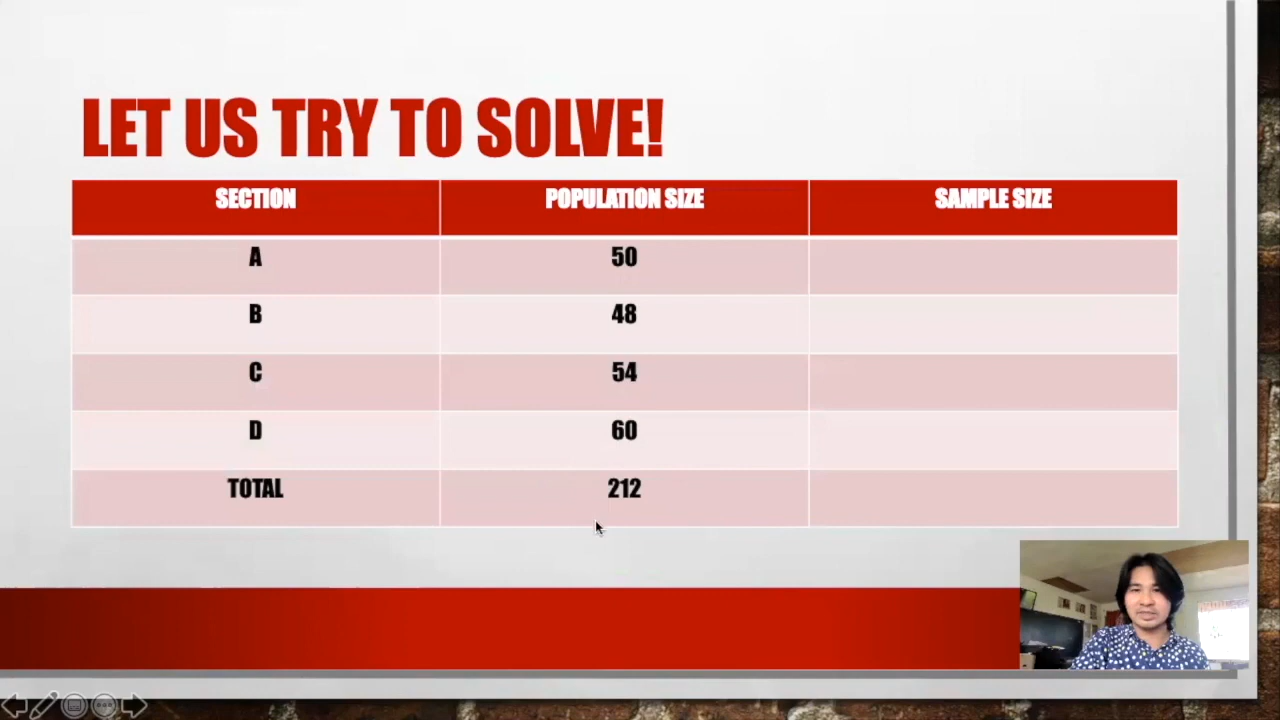 LET US TRY TO SOLVE!
SECTION POPULATION SIZE SAMPLE SIZE
A 50
B 48
C 54
D 60
TOTAL 212